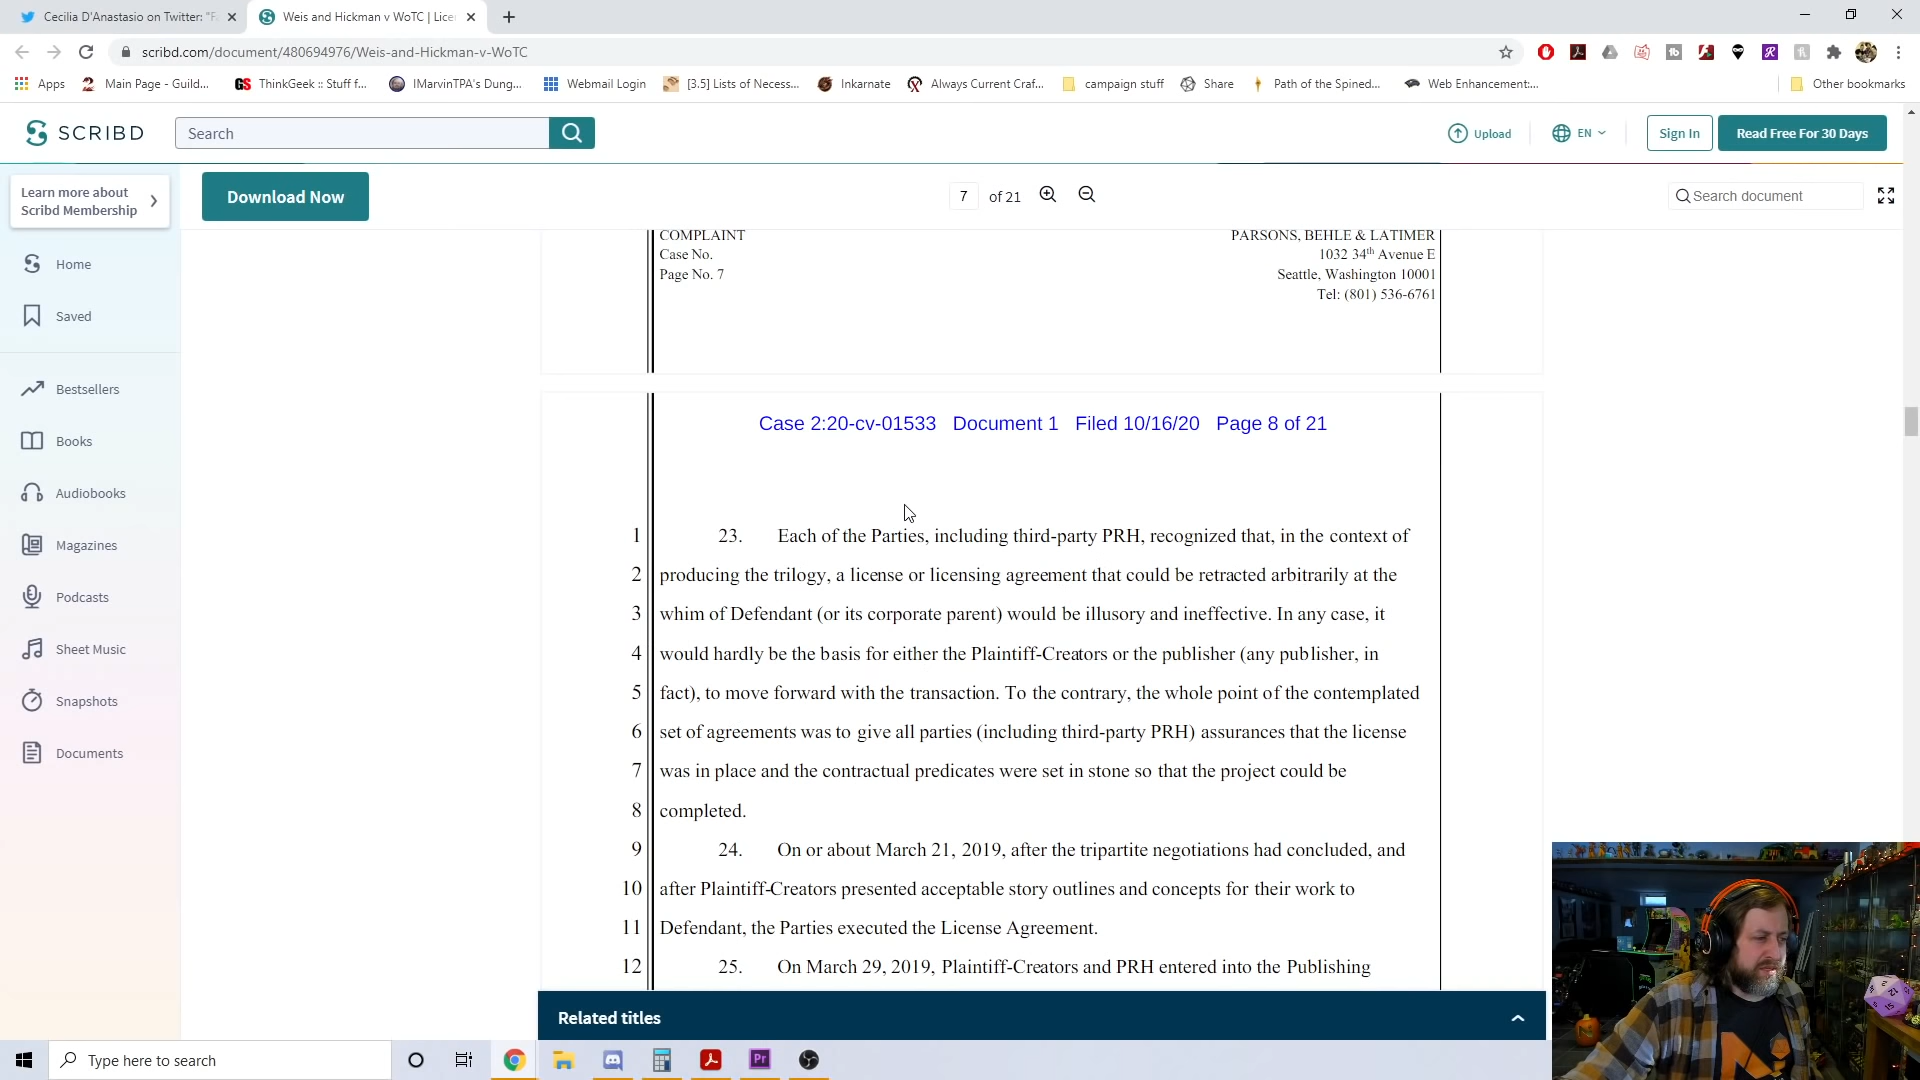 Cecilia D'Anastasio on Twitter: "Fa
Weis and Hickman v WoTC | Lice
scribd.com/document/480694976/Weis-and-Hickman-v-WoTC
Apps
Main Page - Guild...
ThinkGeek :: Stuff f...
IMarvinTPA's Dung...
Webmail Login
[3.5] Lists of Necess...
Inkarnate
Always Current Craf...
campaign stuff
Share
Path of the Spined...
Web Enhancement:...
Other bookmarks
SCRIBD
Search
Upload
EN
Sign In
Read Free For 30 Days
Learn more about
Scribd Membership
Download Now
7 of 21
Search document
Home
Saved
Bestsellers
Books
Audiobooks
Magazines
Podcasts
Sheet Music
Snapshots
Documents
COMPLAINT
Case No.
Page No. 7
PARSONS, BEHLE & LATIMER
1032 34th Avenue E
Seattle, Washington 10001
Tel: (801) 536-6761
Case 2:20-cv-01533 Document 1 Filed 10/16/20 Page 8 of 21
1 23. Each of the Parties, including third-party PRH, recognized that, in the context of
2 producing the trilogy, a license or licensing agreement that could be retracted arbitrarily at the
3 whim of Defendant (or its corporate parent) would be illusory and ineffective. In any case, it
4 would hardly be the basis for either the Plaintiff-Creators or the publisher (any publisher, in
5 fact), to move forward with the transaction. To the contrary, the whole point of the contemplated
6 set of agreements was to give all parties (including third-party PRH) assurances that the license
7 was in place and the contractual predicates were set in stone so that the project could be
8 completed.
9 24. On or about March 21, 2019, after the tripartite negotiations had concluded, and
10 after Plaintiff-Creators presented acceptable story outlines and concepts for their work to
11 Defendant, the Parties executed the License Agreement.
12 25. On March 29, 2019, Plaintiff-Creators and PRH entered into the Publishing
Related titles
Type here to search
Pr